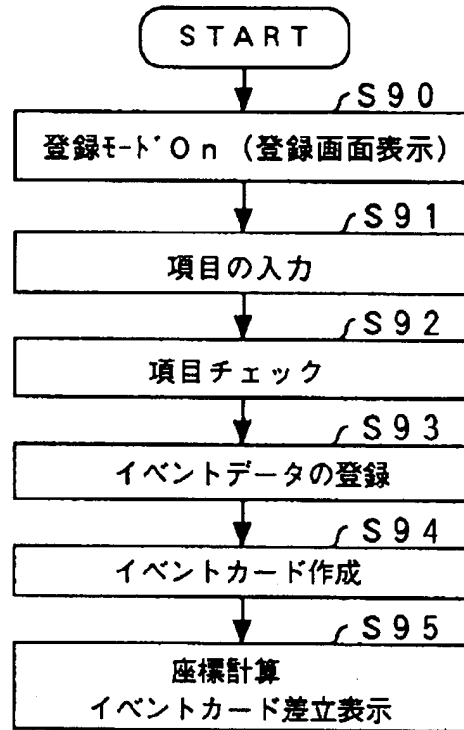 START
S90
登録モード On (登録画面表示)
S91
項目の入力
S92
項目チェック
S93
イベントデータの登録
S94
イベントカード作成
S95
座標計算
イベントカード差立表示